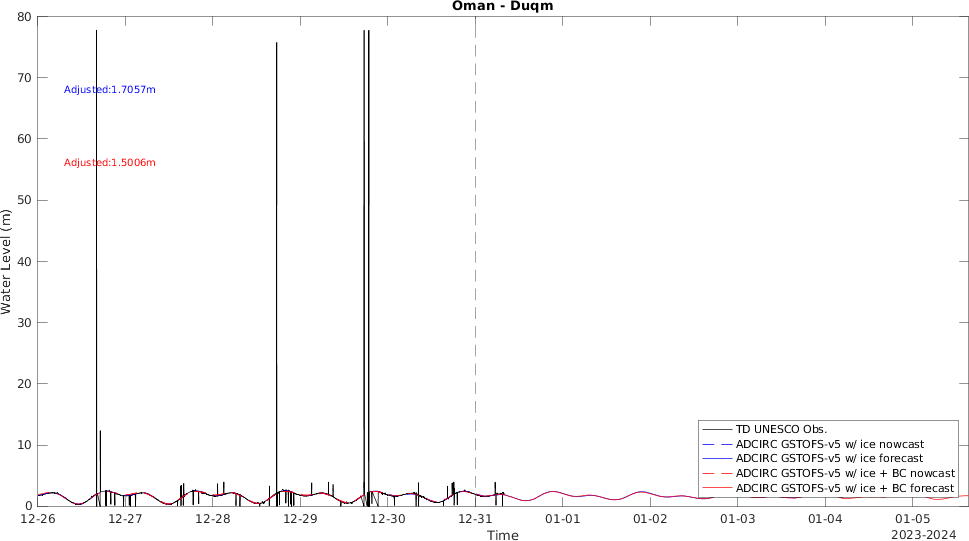 Oman - Duqm
80
70
60
50
40
30
20
10
0
Water Level (m)
Adjusted:1.7057m
Adjusted:1.5006m
TD UNESCO Obs.
ADCIRC GSTOFS-v5 w/ ice nowcast
ADCIRC GSTOFS-v5 w/ ice forecast
ADCIRC GSTOFS-v5 w/ ice + BC nowcast
ADCIRC GSTOFS-v5 w/ ice + BC forecast
12-26 12-27 12-28 12-29 12-30 12-31 01-01 01-02 01-03 01-04 01-05
Time
2023-2024